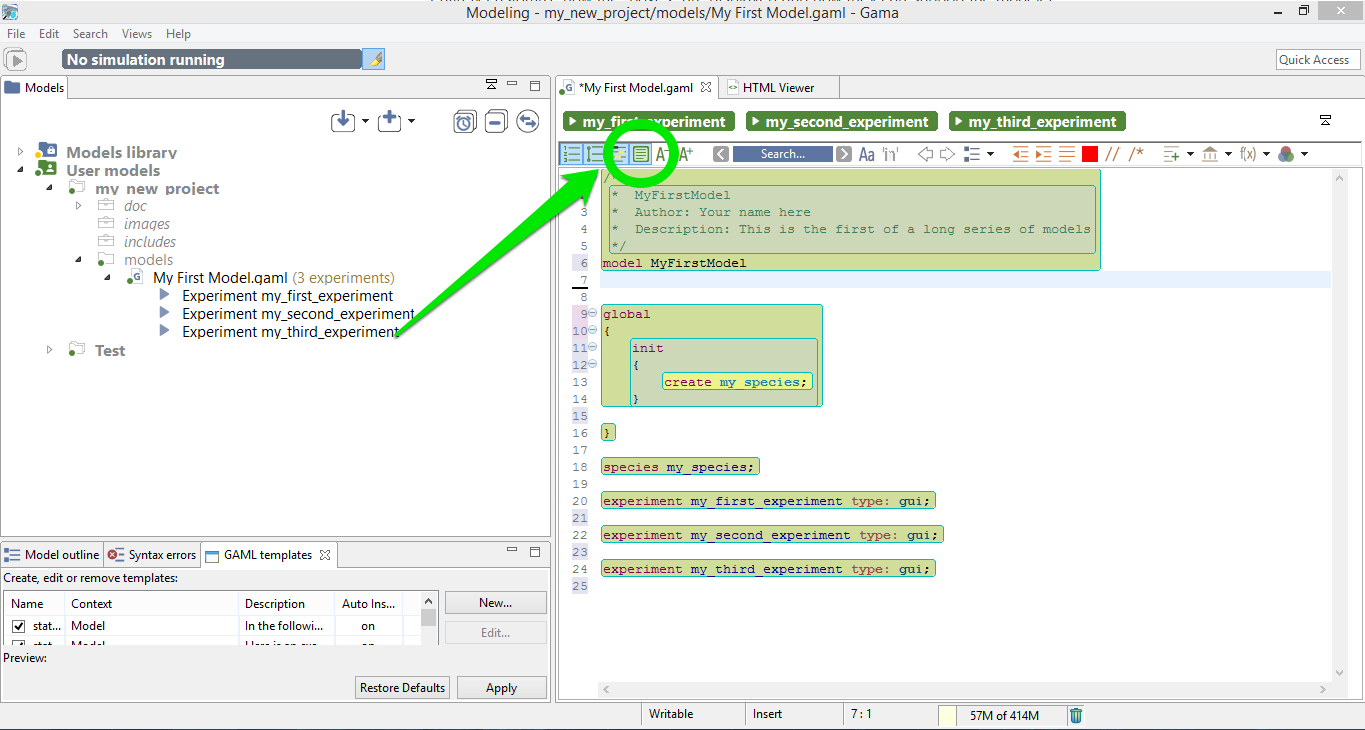 Modeling - my_new_project/models/My First Model.gaml - Gama
File Edit Search Views Help
No simulation running
Quick Access
Models
Models library
User models
my_new_project
doc
images
includes
models
My First Model.gaml (3 experiments)
Experiment my_first_experiment
Experiment my_second_experiment
Experiment my_third_experiment
Test
Model outline Syntax errors GAML templates
Create, edit or remove templates:
Name Context Description Auto Ins...
stat... Model In the followi... on
New...
Edit...
Preview:
Restore Defaults Apply
*My First Model.gaml HTML Viewer
my_first_experiment my_second_experiment my_third_experiment
A- A+ Search... Aa 'in' // /* f(x)
/
* MyFirstModel
3 * Author: Your name here
4 * Description: This is the first of a long series of models
5 */
6 model MyFirstModel
7
8
9 global
10 {
11 init
12 {
13 create my_species;
14 }
15
16 }
17
18 species my_species;
19
20 experiment my_first_experiment type: gui;
21
22 experiment my_second_experiment type: gui;
23
24 experiment my_third_experiment type: gui;
25
Writable Insert 7 : 1 57M of 414M